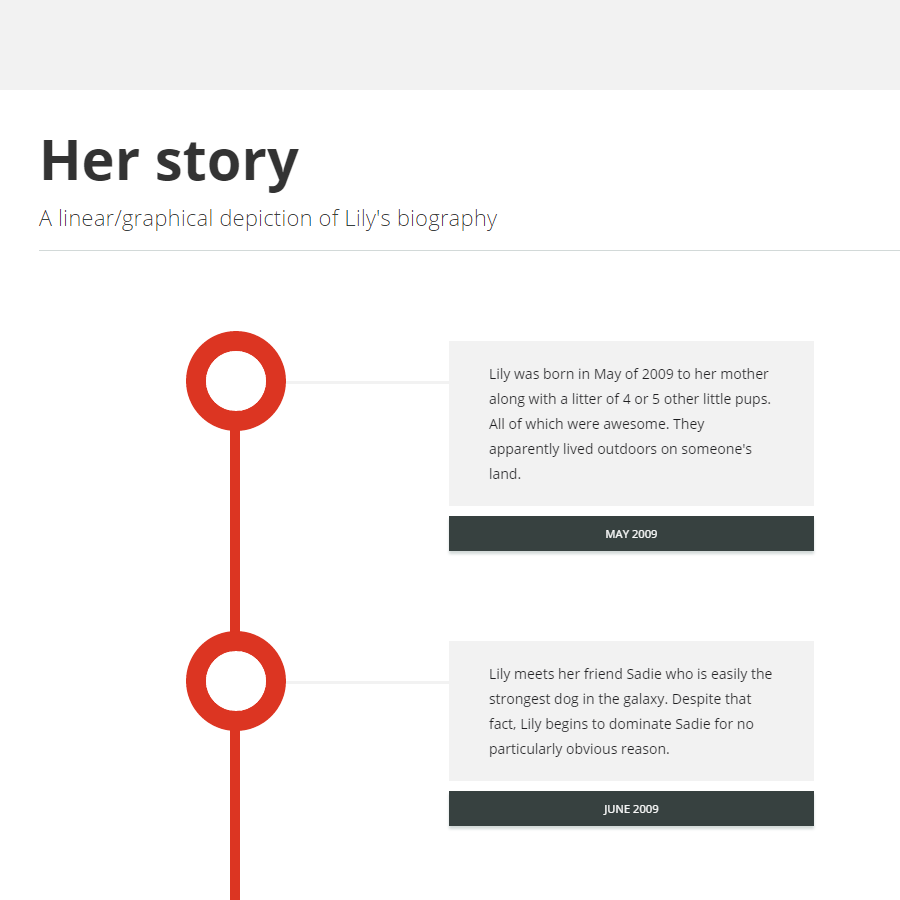 Her story
A linear/graphical depiction of Lily's biography
Lily was born in May of 2009 to her mother
along with a litter of 4 or 5 other little pups.
All of which were awesome. They
apparently lived outdoors on someone's
land.
MAY 2009
Lily meets her friend Sadie who is easily the
strongest dog in the galaxy. Despite that
fact, Lily begins to dominate Sadie for no
particularly obvious reason.
JUNE 2009